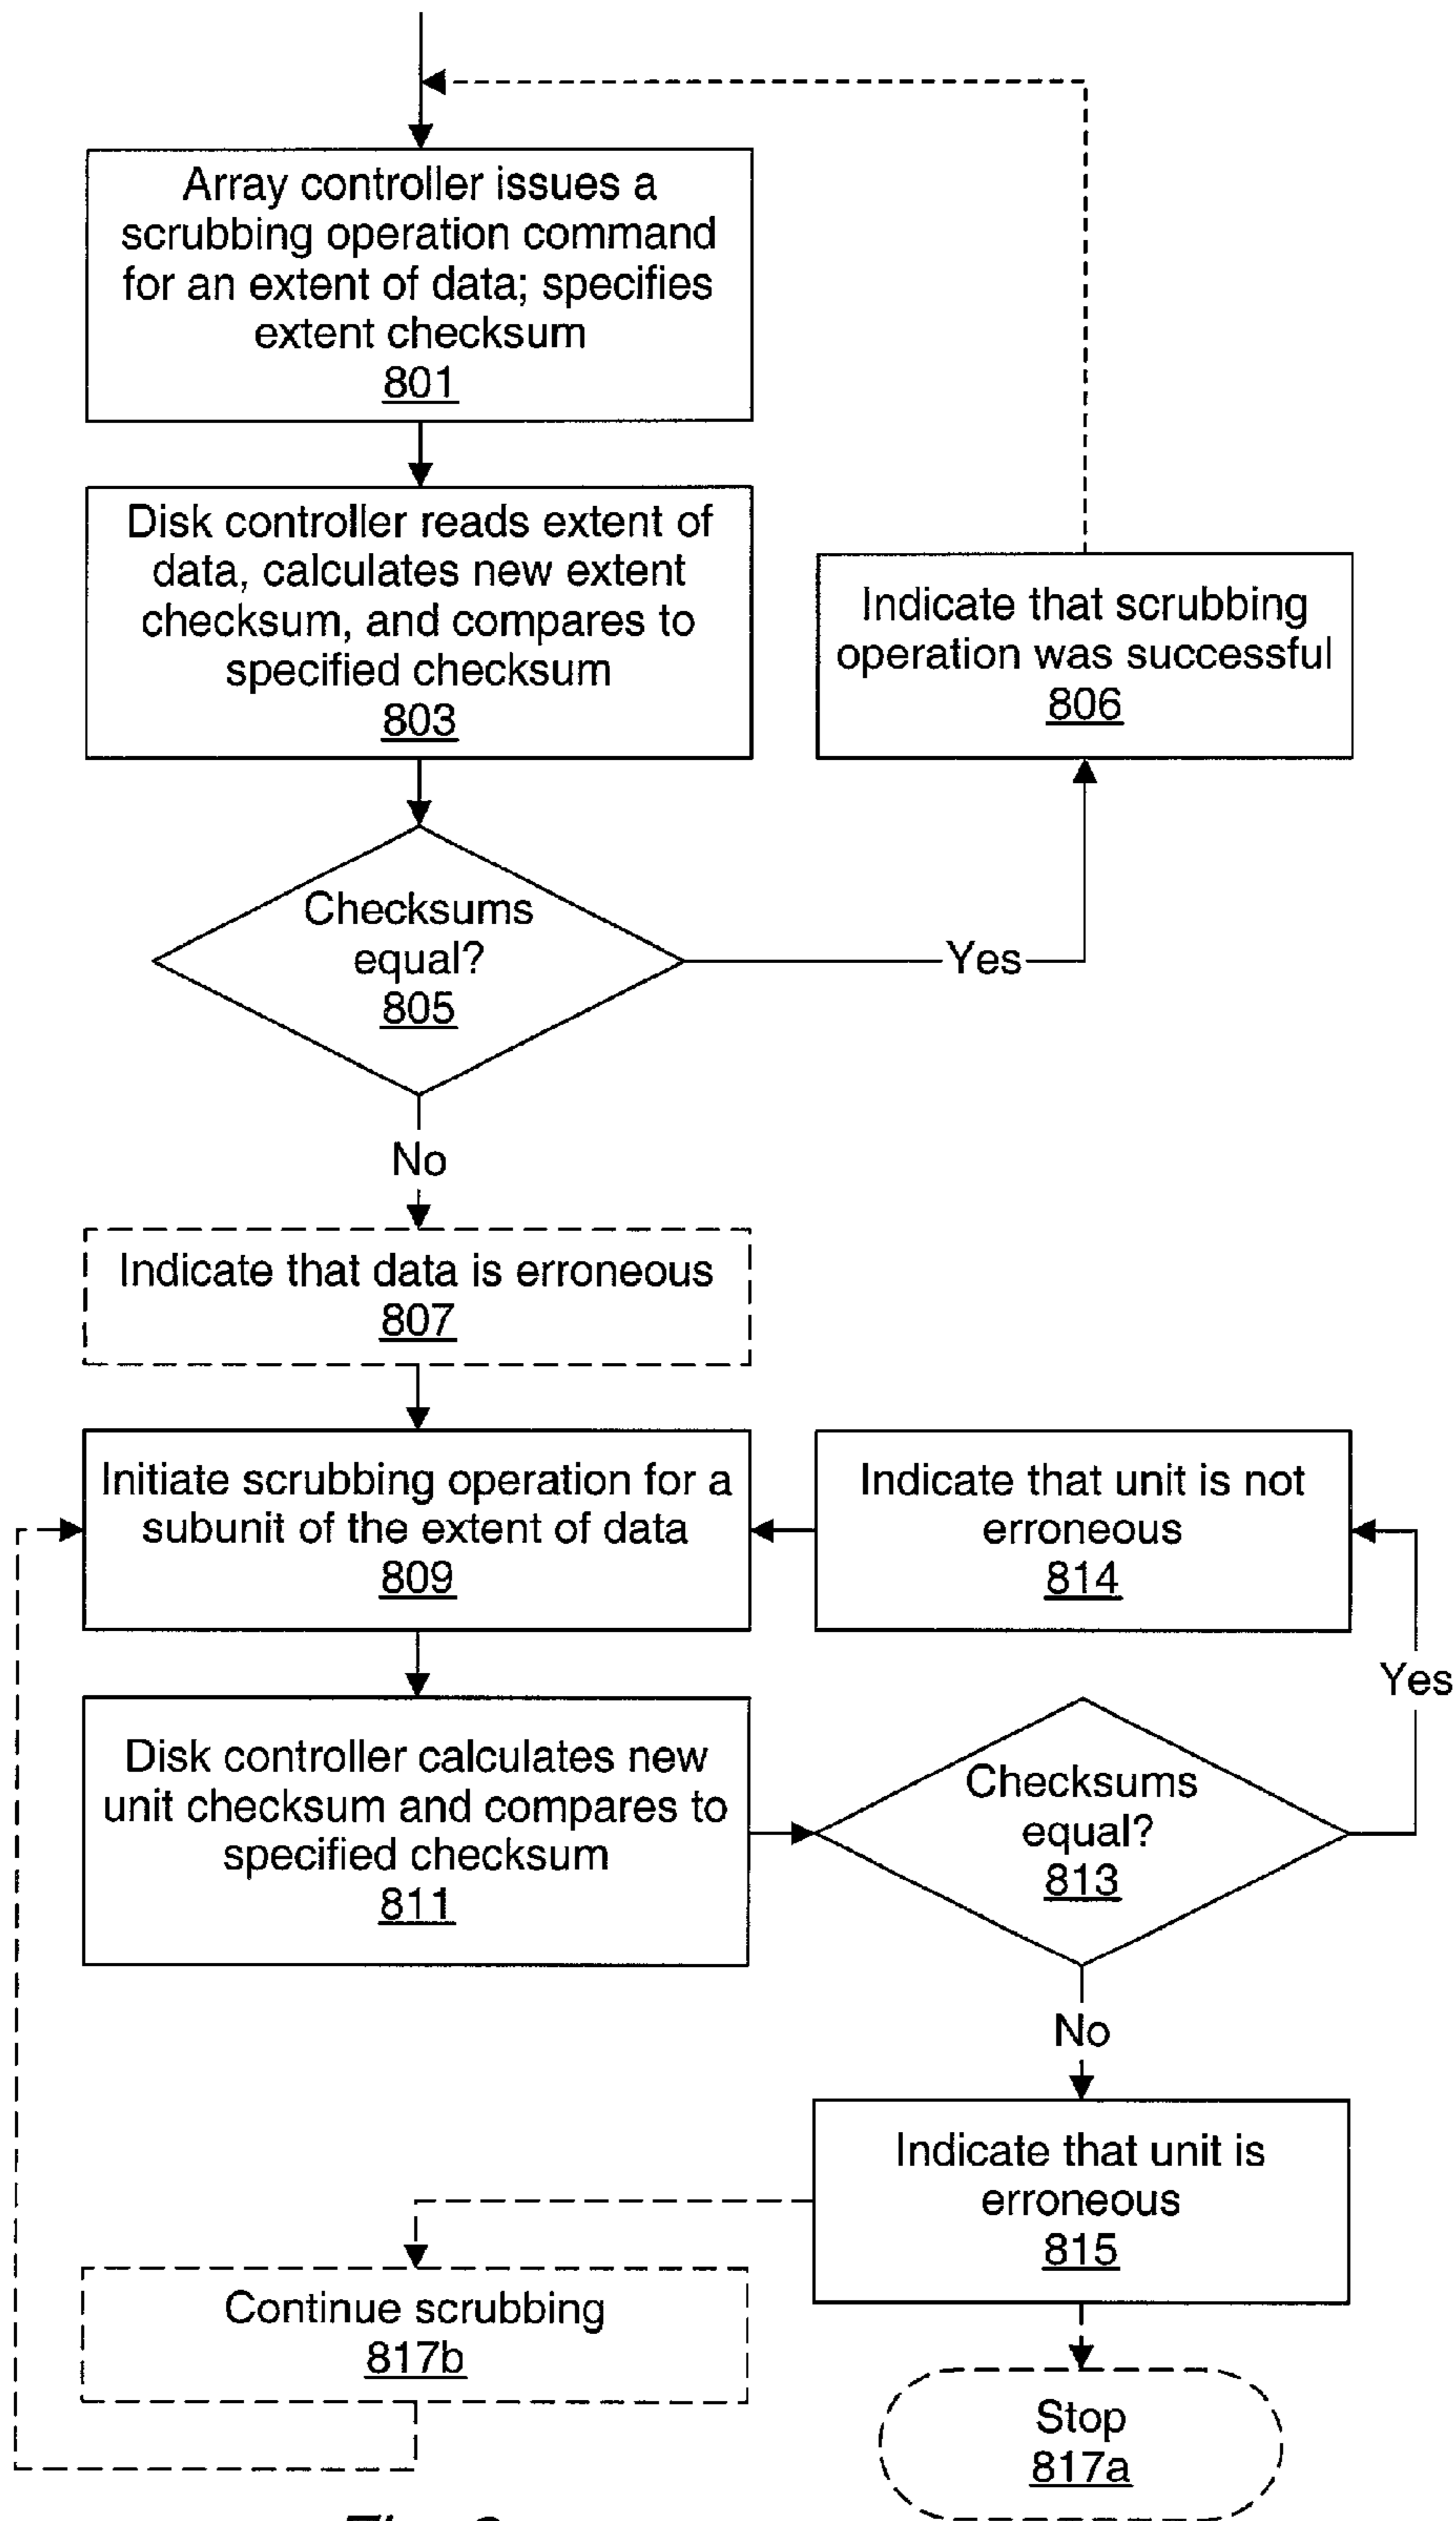 Array controller issues a
scrubbing operation command
for an extent of data; specifies
extent checksum
801
Disk controller reads extent of
data, calculates new extent
checksum, and compares to
specified checksum
803
Indicate that scrubbing
operation was successful
806
Checksums
equal?
805
Yes
No
Indicate that data is erroneous
807
Initiate scrubbing operation for a
subunit of the extent of data
809
Indicate that unit is not
erroneous
814
Yes
Disk controller calculates new
unit checksum and compares to
specified checksum
811
Checksums
equal?
813
No
Indicate that unit is
erroneous
815
Continue scrubbing
817b
Stop
817a